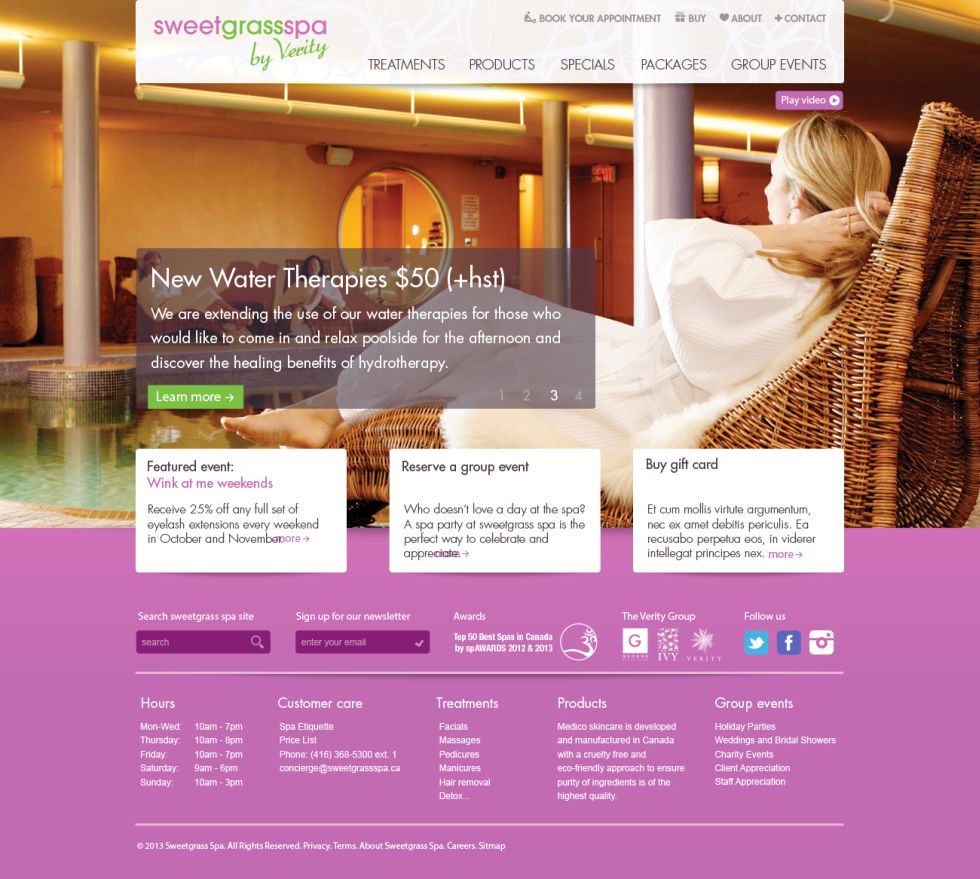 sweetgrassspa
by Verity
BOOK YOUR APPOINTMENT BUY ABOUT CONTACT
TREATMENTS PRODUCTS SPECIALS PACKAGES GROUP EVENTS
Play video
New Water Therapies $50 (+hst)
We are extending the use of our water therapies for those who
would like to come in and relax poolside for the afternoon and
discover the healing benefits of hydrotherapy.
Learn more →
1 2 3 4
Featured event:
Wink at me weekends
Receive 25% off any full set of
eyelash extensions every weekend
in October and November. more →
Reserve a group event
Who doesn't love a day at the spa?
A spa party at sweetgrass spa is the
perfect way to celebrate and
appreciate. more →
Buy gift card
Et cum mollis virtute argumentum,
nec ex amet debitis periculis. Ea
recusabo perpetua eos, in viderer
intellegat principes nex. more →
Search sweetgrass spa site
search
Sign up for our newsletter
enter your email
Awards
Top 50 Best Spas in Canada
by spAWARDS 2012 & 2013
The Verity Group
G
GEORGE
IVY
VERITY
Follow us
Hours
Mon-Wed: 10am - 7pm
Thursday: 10am - 8pm
Friday: 10am - 7pm
Saturday: 9am - 6pm
Sunday: 10am - 3pm
Customer care
Spa Etiquette
Price List
Phone: (416) 368-5300 ext. 1
concierge@sweetgrassspa.ca
Treatments
Facials
Massages
Pedicures
Manicures
Hair removal
Detox...
Products
Medico skincare is developed
and manufactured in Canada
with a cruelty free and
eco-friendly approach to ensure
purity of ingredients is of the
highest quality.
Group events
Holiday Parties
Weddings and Bridal Showers
Charity Events
Client Appreciation
Staff Appreciation
© 2013 Sweetgrass Spa. All Rights Reserved. Privacy. Terms. About Sweetgrass Spa. Careers. Sitmap